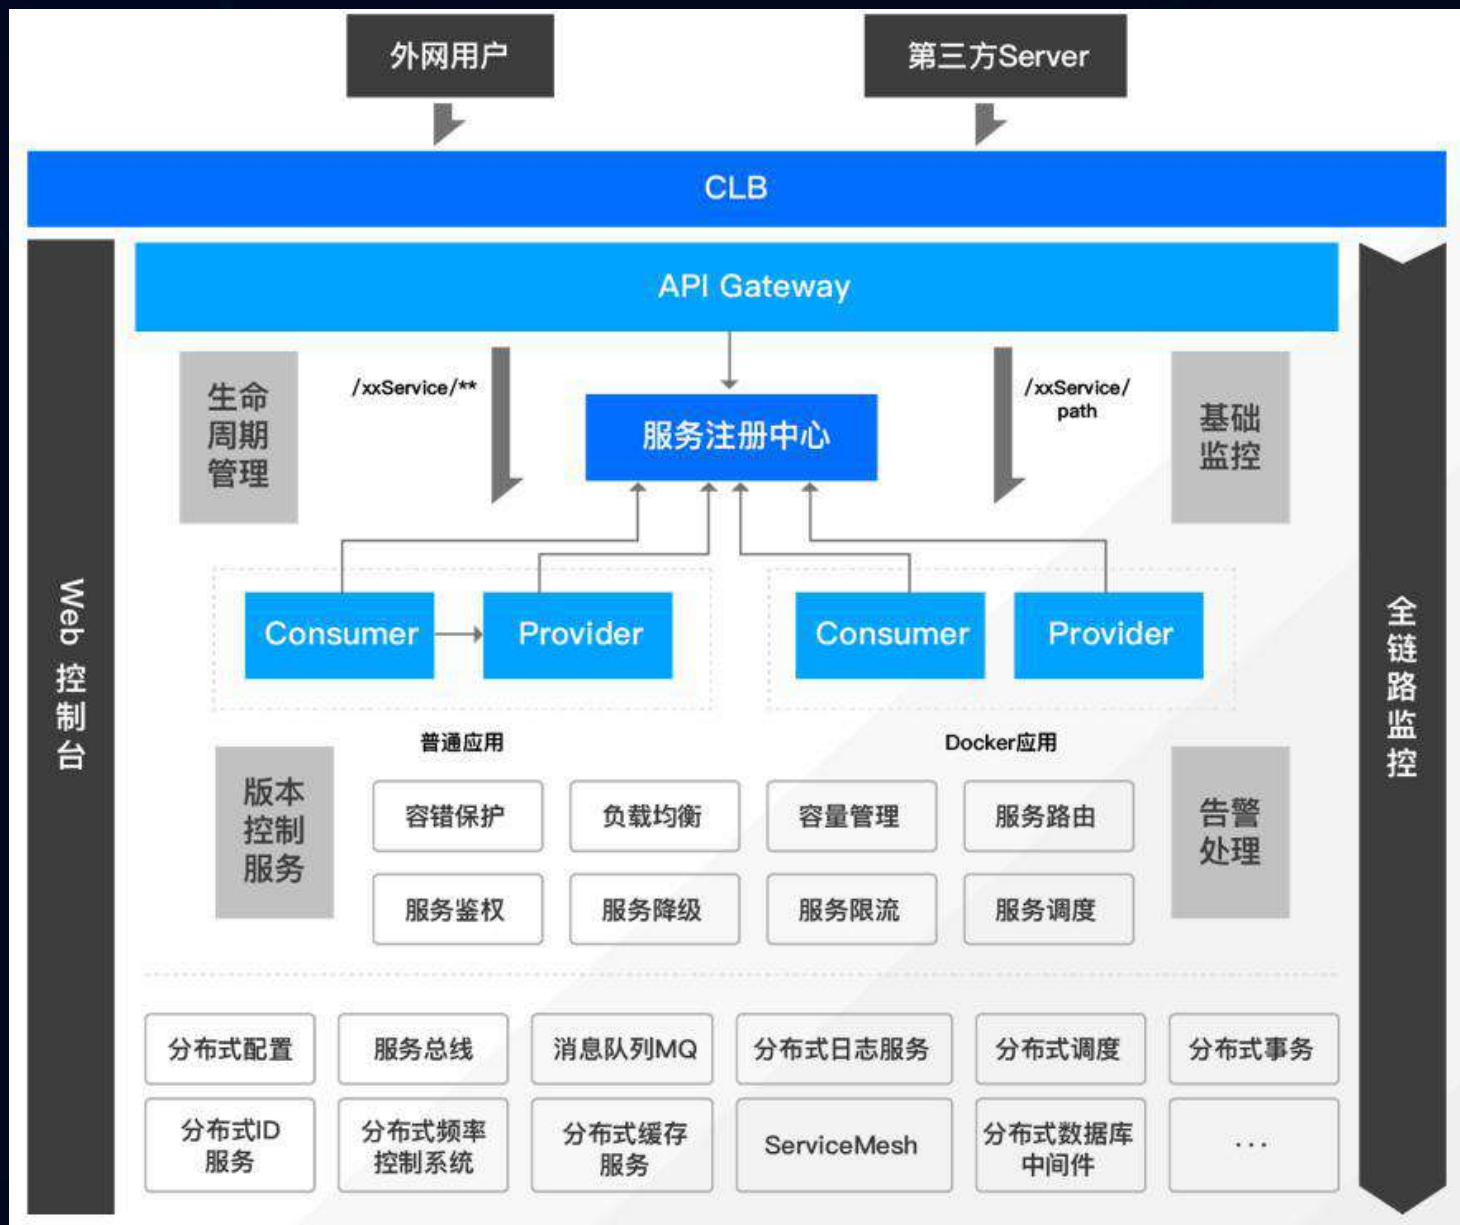 外网用户
第三方Server
CLB
API Gateway
生命
周期
管理
/xxService/**
服务注册中心
/xxService/
path
基础
监控
Web 控制台
全链路监控
Consumer
Provider
Consumer
Provider
普通应用
Docker应用
版本
控制
服务
容错保护
负载均衡
容量管理
服务路由
告警
处理
服务鉴权
服务降级
服务限流
服务调度
分布式配置
服务总线
消息队列MQ
分布式日志服务
分布式调度
分布式事务
分布式ID
服务
分布式频率
控制系统
分布式缓存
服务
ServiceMesh
分布式数据库
中间件
...